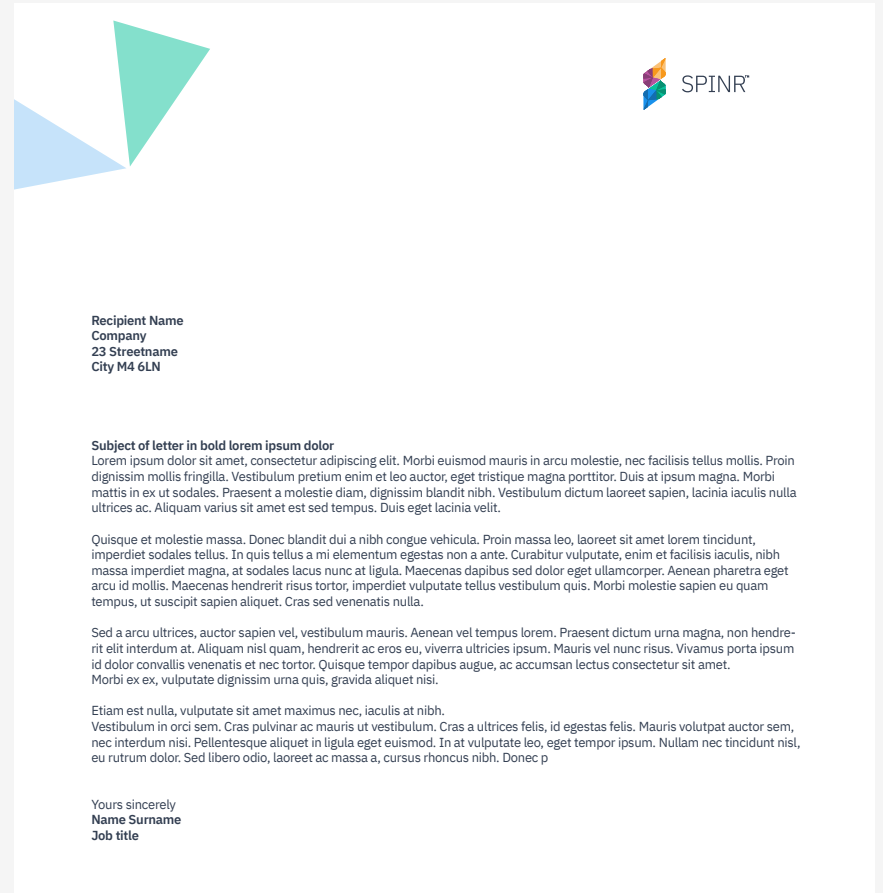 SPINR™
Recipient Name
Company
23 Streetname
City M4 6LN
Subject of letter in bold lorem ipsum dolor
Lorem ipsum dolor sit amet, consectetur adipiscing elit. Morbi euismod mauris in arcu molestie, nec facilisis tellus mollis. Proin
dignissim mollis fringilla. Vestibulum pretium enim et leo auctor, eget tristique magna porttitor. Duis at ipsum magna. Morbi
mattis in ex ut sodales. Praesent a molestie diam, dignissim blandit nibh. Vestibulum dictum laoreet sapien, lacinia iaculis nulla
ultrices ac. Aliquam varius sit amet est sed tempus. Duis eget lacinia velit.
Quisque et molestie massa. Donec blandit dui a nibh congue vehicula. Proin massa leo, laoreet sit amet lorem tincidunt,
imperdiet sodales tellus. In quis tellus a mi elementum egestas non a ante. Curabitur vulputate, enim et facilisis iaculis, nibh
massa imperdiet magna, at sodales lacus nunc at ligula. Maecenas dapibus sed dolor eget ullamcorper. Aenean pharetra eget
arcu id mollis. Maecenas hendrerit risus tortor, imperdiet vulputate tellus vestibulum quis. Morbi molestie sapien eu quam
tempus, ut suscipit sapien aliquet. Cras sed venenatis nulla.
Sed a arcu ultrices, auctor sapien vel, vestibulum mauris. Aenean vel tempus lorem. Praesent dictum urna magna, non hendre-
rit elit interdum at. Aliquam nisl quam, hendrerit ac eros eu, viverra ultricies ipsum. Mauris vel nunc risus. Vivamus porta ipsum
id dolor convallis venenatis et nec tortor. Quisque tempor dapibus augue, ac accumsan lectus consectetur sit amet.
Morbi ex ex, vulputate dignissim urna quis, gravida aliquet nisi.
Etiam est nulla, vulputate sit amet maximus nec, iaculis at nibh.
Vestibulum in orci sem. Cras pulvinar ac mauris ut vestibulum. Cras a ultrices felis, id egestas felis. Mauris volutpat auctor sem,
nec interdum nisi. Pellentesque aliquet in ligula eget euismod. In at vulputate leo, eget tempor ipsum. Nullam nec tincidunt nisl,
eu rutrum dolor. Sed libero odio, laoreet ac massa a, cursus rhoncus nibh. Donec p
Yours sincerely
Name Surname
Job title